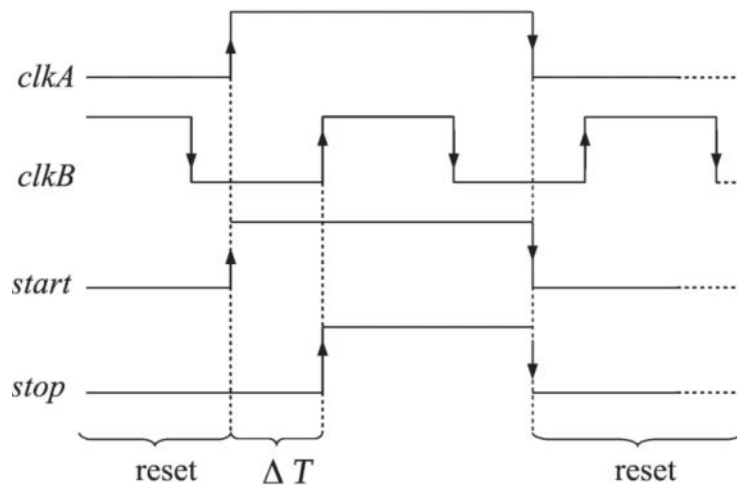 clkA
clkB
start
stop
reset
Δ T
reset